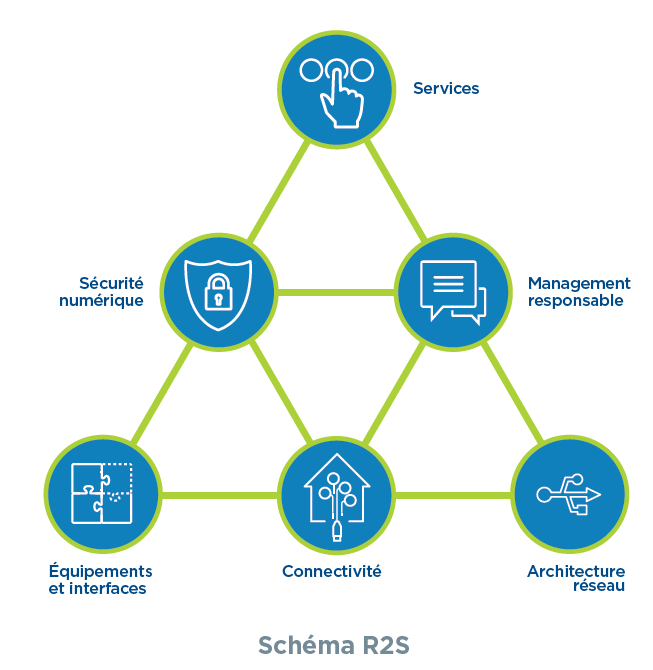 Services
Sécurité
numérique
Management
responsable
Équipements
et interfaces
Connectivité
Architecture
réseau
Schéma R2S